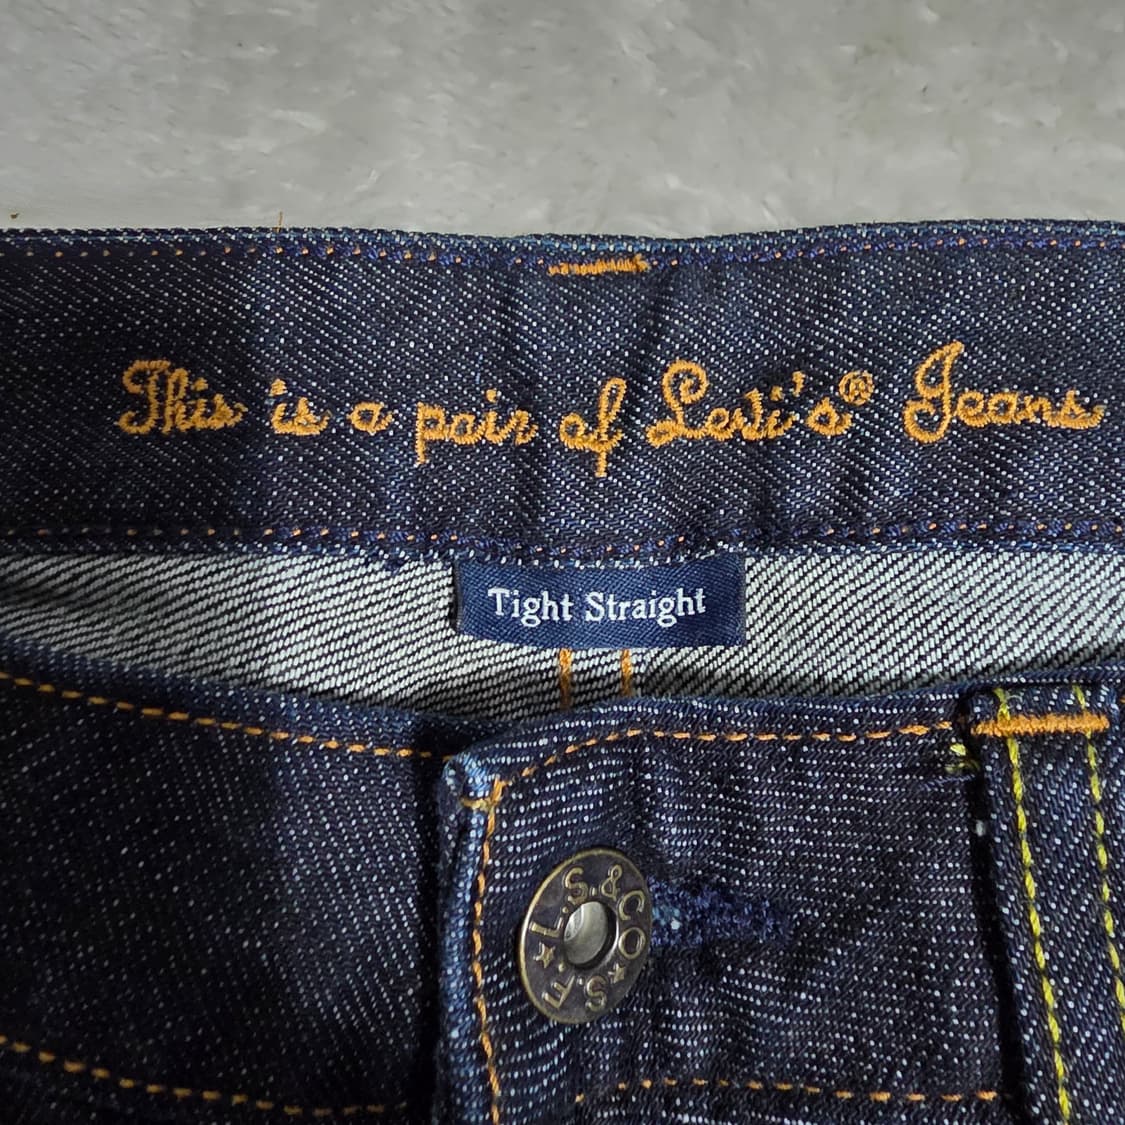 This is a pair of Levi's® Jeans
Tight Straight
L.S.&CO★S.F.★